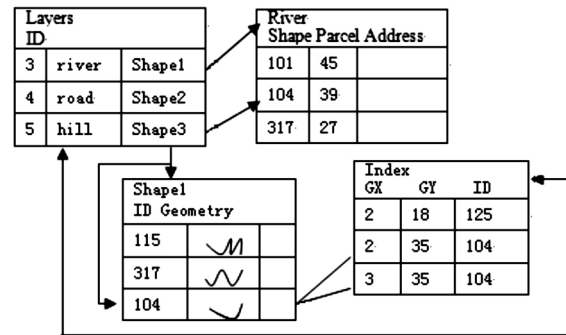 Layers
ID
3 river Shape1
4 road Shape2
5 hill Shape3
River
Shape Parcel Address
101 45
104 39
317 27
Shape1
ID Geometry
115
317
104
Index
GX GY ID
2 18 125
2 35 104
3 35 104